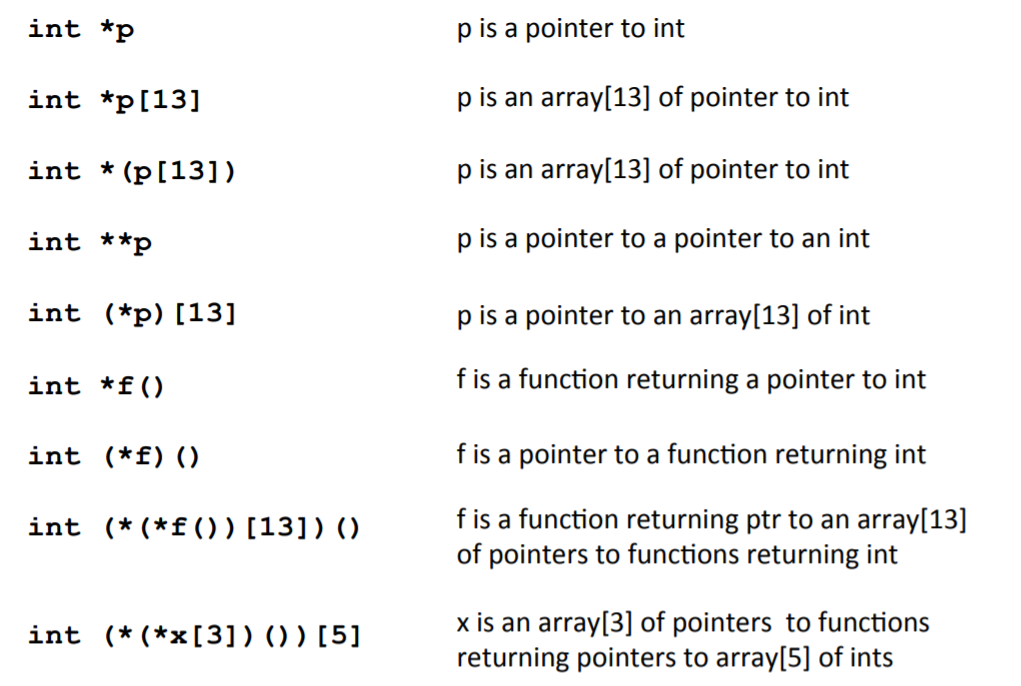 int *p p is a pointer to int
int *p[13] p is an array[13] of pointer to int
int *(p[13]) p is an array[13] of pointer to int
int **p p is a pointer to a pointer to an int
int (*p)[13] p is a pointer to an array[13] of int
int *f() f is a function returning a pointer to int
int (*f)() f is a pointer to a function returning int
int (*(*f())[13])() f is a function returning ptr to an array[13]
of pointers to functions returning int
int (*(*x[3])())[5] x is an array[3] of pointers to functions
returning pointers to array[5] of ints